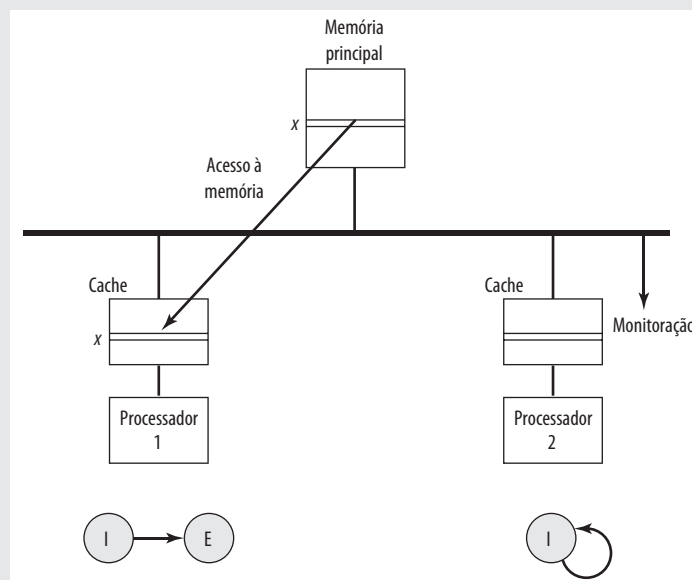 Memória
principal
x
Acesso à
memória
Cache
Cache
x
Monitoração
Processador
1
Processador
2
I
E
I